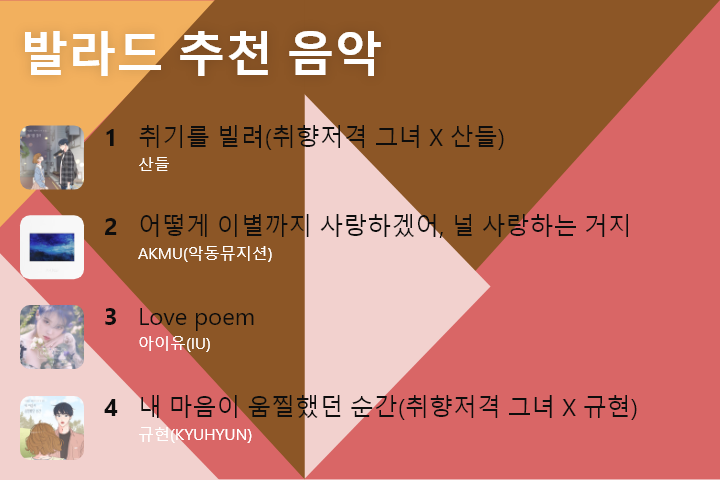 발라드 추천 음악
1 취기를 빌려(취향저격 그녀 X 산들)
산들
2 어떻게 이별까지 사랑하겠어, 널 사랑하는 거지
AKMU(악동뮤지션)
3 Love poem
아이유(IU)
4 내 마음이 움찔했던 순간(취향저격 그녀 X 규현)
규현(KYUHYUN)